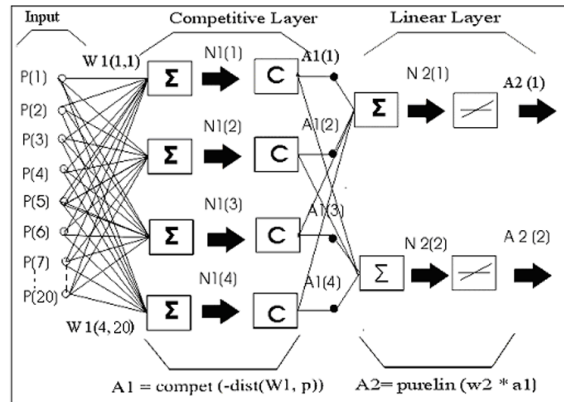 Input
Competitive Layer
Linear Layer
W1(1,1)
N1(1)
A1(1)
P(1)
Σ
C
N 2(1)
A2(1)
P(2)
Σ
P(3)
N1(2)
A1(2)
Σ
C
P(4)
P(5)
N1(3)
A1(3)
P(6)
Σ
C
N 2(2)
A 2(2)
P(7)
N1(4)
A1(4)
Σ
P(20)
Σ
C
W1(4,20)
A1 = compet (-dist(W1, p))
A2= purelin (w2 * a1)